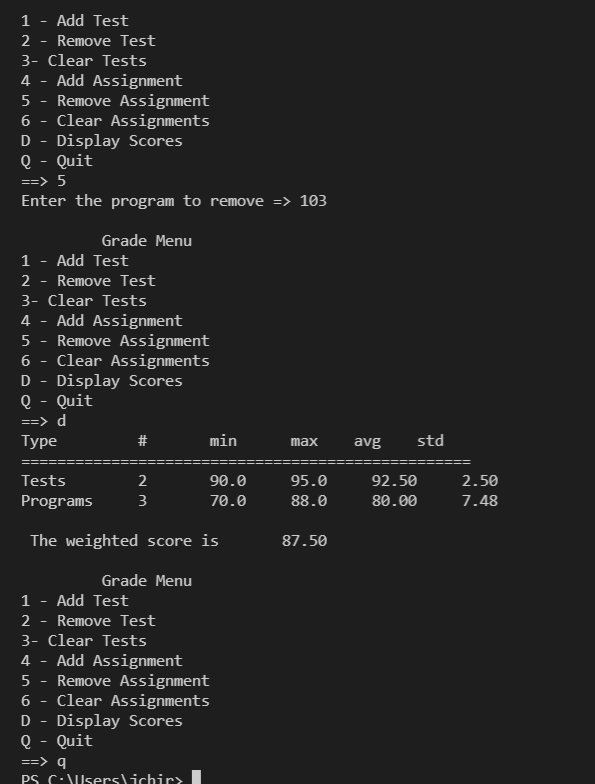 1 - Add Test
2 - Remove Test
3- Clear Tests
4 - Add Assignment
5 - Remove Assignment
6 - Clear Assignments
D - Display Scores
Q - Quit
==> 5
Enter the program to remove => 103
Grade Menu
1 - Add Test
2 - Remove Test
3- Clear Tests
4 - Add Assignment
5 - Remove Assignment
6 - Clear Assignments
D - Display Scores
Q - Quit
==> d
Type # min max avg std
==================================================
Tests 2 90.0 95.0 92.50 2.50
Programs 3 70.0 88.0 80.00 7.48
The weighted score is 87.50
Grade Menu
1 - Add Test
2 - Remove Test
3- Clear Tests
4 - Add Assignment
5 - Remove Assignment
6 - Clear Assignments
D - Display Scores
Q - Quit
==> q
PS C:\Users\jchir>